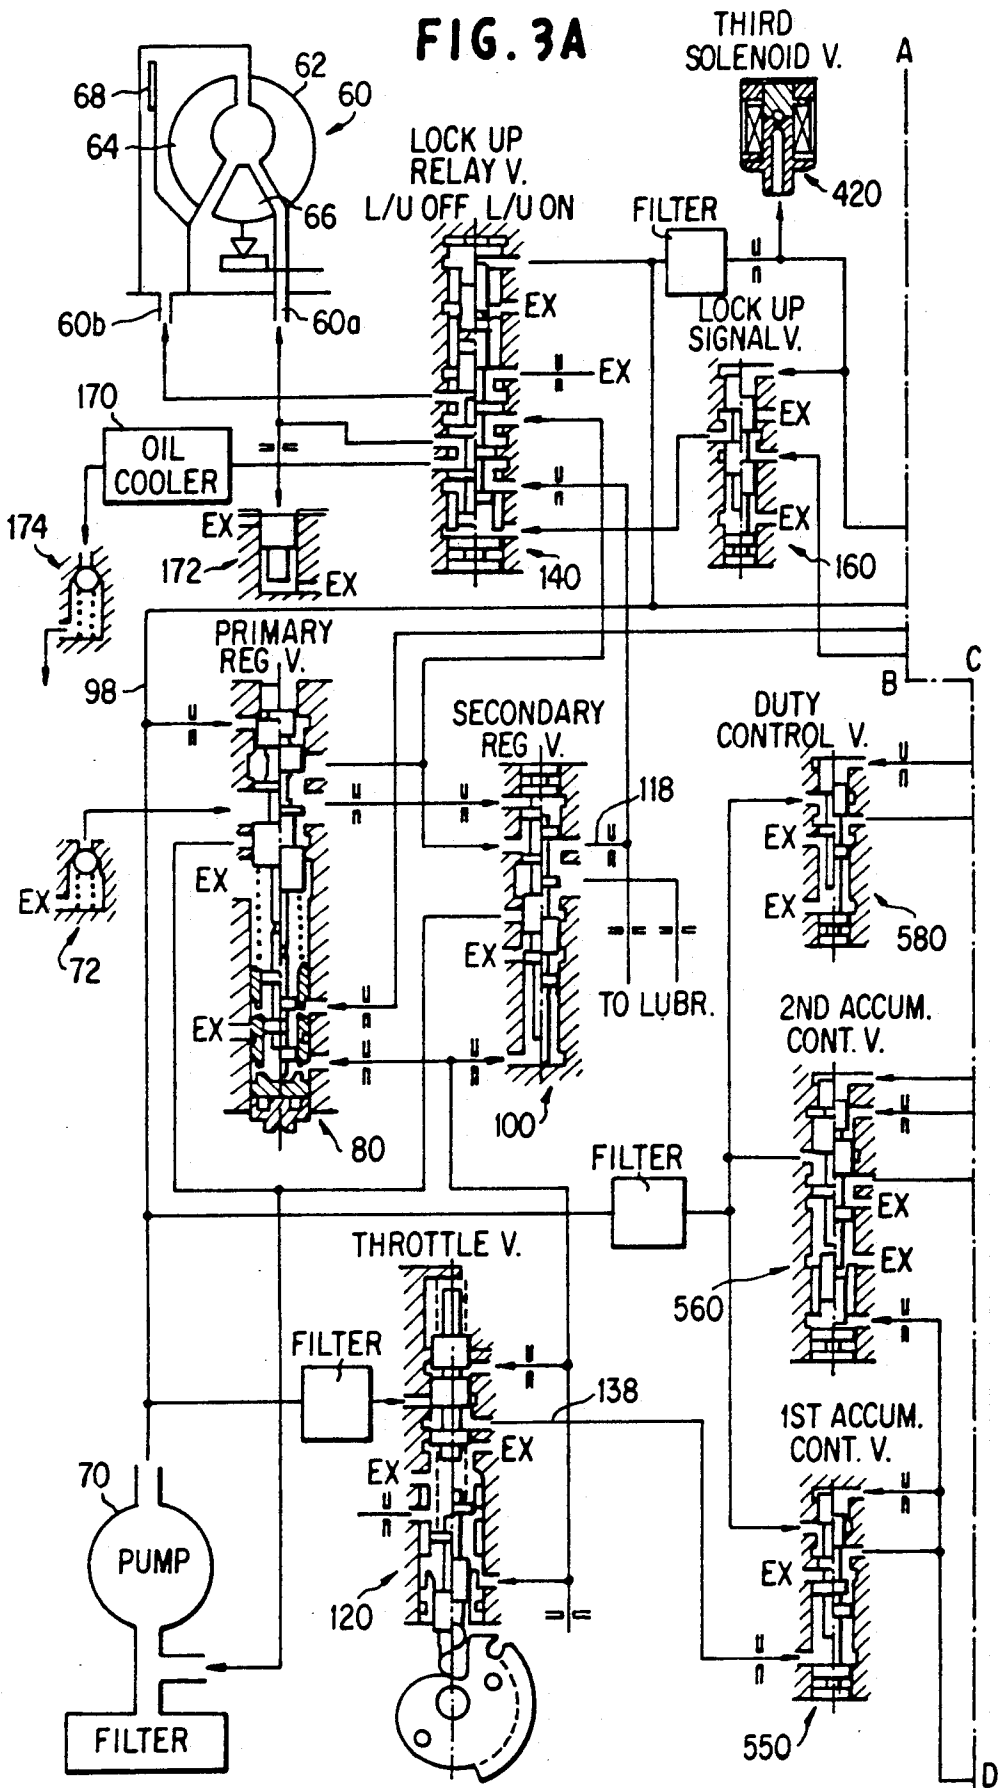 FIG. 3A
THIRD
SOLENOID V.
A
68
62
60
64
66
LOCK UP
RELAY V.
L/U OFF L/U ON
FILTER
420
60b
60a
EX
LOCK UP
SIGNAL V.
EX
EX
170
OIL
COOLER
174
EX
172
EX
EX
140
160
PRIMARY
REG V.
98
B
C
SECONDARY
REG V.
DUTY
CONTROL V.
118
EX
EX
EX
EX
72
580
EX
TO LUBR.
EX
2ND ACCUM.
CONT. V.
100
80
FILTER
EX
THROTTLE V.
EX
560
FILTER
138
1ST ACCUM.
CONT. V.
EX
EX
70
PUMP
EX
120
FILTER
550
D